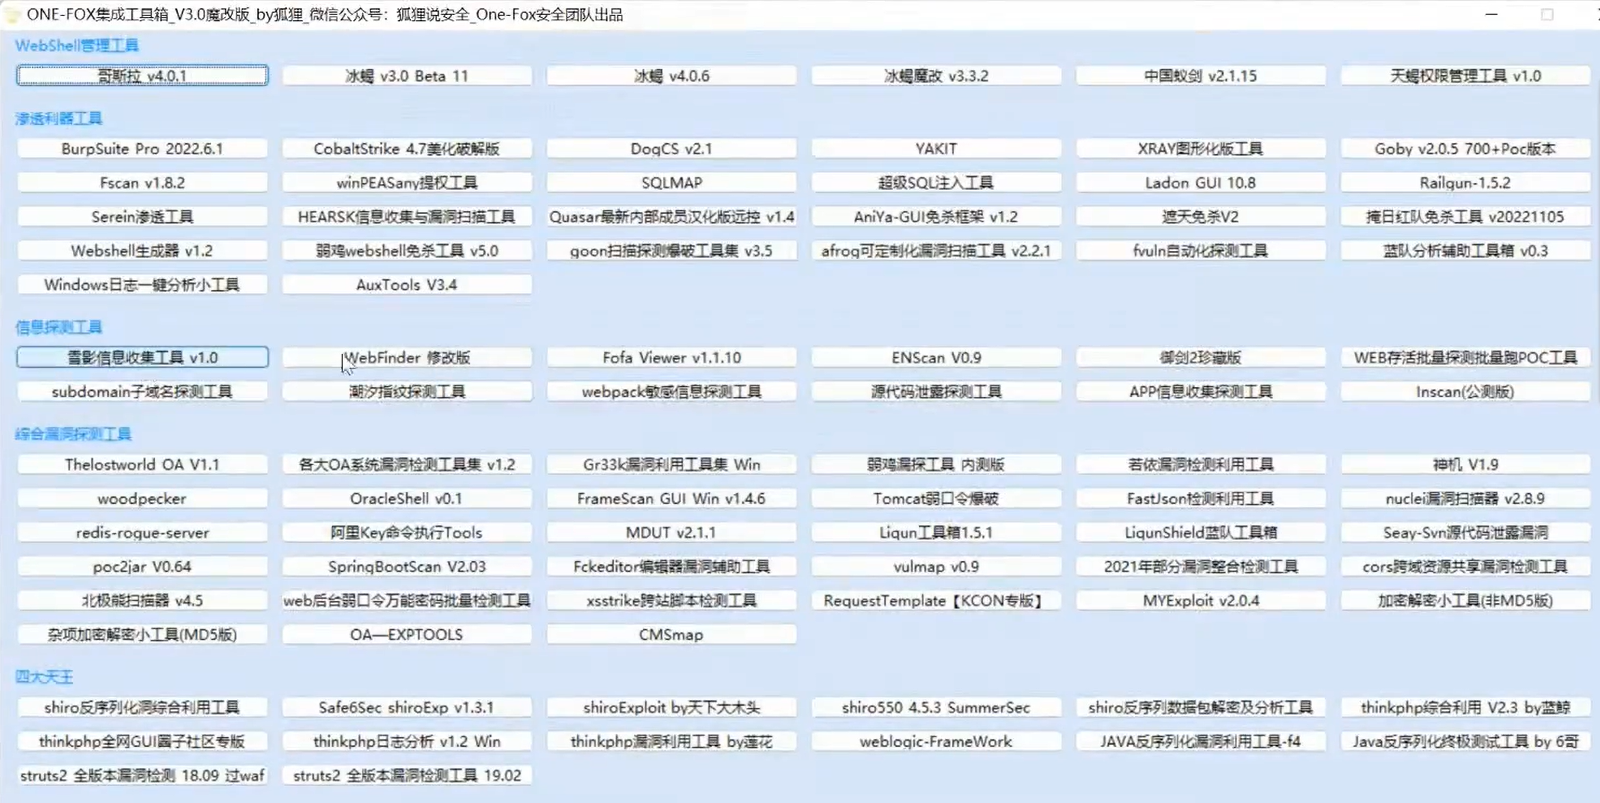 ONE-FOX集成工具箱_V3.0魔改版_by狐狸_微信公众号：狐狸说安全_One-Fox安全团队出品
WebShell管理工具
哥斯拉 v4.0.1 冰蝎 v3.0 Beta 11 冰蝎 v4.0.6 冰蝎魔改 v3.3.2 中国蚁剑 v2.1.15 天蝎权限管理工具 v1.0
渗透利器工具
BurpSuite Pro 2022.6.1 CobaltStrike 4.7美化破解版 DogCS v2.1 YAKIT XRAY图形化版工具 Goby v2.0.5 700+Poc版本
Fscan v1.8.2 winPEASany提权工具 SQLMAP 超级SQL注入工具 Ladon GUI 10.8 Railgun-1.5.2
Serein渗透工具 HEARSK信息收集与漏洞扫描工具 Quasar最新内部成员汉化版远控 v1.4 AniYa-GUI免杀框架 v1.2 遮天免杀V2 掩日红队免杀工具 v20221105
Webshell生成器 v1.2 弱鸡webshell免杀工具 v5.0 goon扫描探测爆破工具集 v3.5 afrog可定制化漏洞扫描工具 v2.2.1 fvuln自动化探测工具 蓝队分析辅助工具箱 v0.3
Windows日志一键分析小工具 AuxTools V3.4
信息探测工具
雪影信息收集工具 v1.0 WebFinder 修改版 Fofa Viewer v1.1.10 ENScan V0.9 御剑2珍藏版 WEB存活批量探测批量跑POC工具
subdomain子域名探测工具 潮汐指纹探测工具 webpack敏感信息探测工具 源代码泄露探测工具 APP信息收集探测工具 Inscan(公测版)
综合漏洞探测工具
Thelostworld OA V1.1 各大OA系统漏洞检测工具集 v1.2 Gr33k漏洞利用工具集 Win 弱鸡漏探工具 内测版 若依漏洞检测利用工具 神机 V1.9
woodpecker OracleShell v0.1 FrameScan GUI Win v1.4.6 Tomcat弱口令爆破 FastJson检测利用工具 nuclei漏洞扫描器 v2.8.9
redis-rogue-server 阿里Key命令执行Tools MDUT v2.1.1 Liqun工具箱1.5.1 LiqunShield蓝队工具箱 Seay-Svn源代码泄露漏洞
poc2jar V0.64 SpringBootScan V2.03 Fckeditor编辑器漏洞辅助工具 vulmap v0.9 2021年部分漏洞整合检测工具 cors跨域资源共享漏洞检测工具
北极熊扫描器 v4.5 web后台弱口令万能密码批量检测工具 xsstrike跨站脚本检测工具 RequestTemplate【KCON专版】 MYExploit v2.0.4 加密解密小工具(非MD5版)
杂项加密解密小工具(MD5版) OA—EXPTOOLS CMSmap
四大天王
shiro反序列化洞综合利用工具 Safe6Sec shiroExp v1.3.1 shiroExploit by天下大木头 shiro550 4.5.3 SummerSec shiro反序列数据包解密及分析工具 thinkphp综合利用 V2.3 by蓝鲸
thinkphp全网GUI圈子社区专版 thinkphp日志分析 v1.2 Win thinkphp漏洞利用工具 by莲花 weblogic-FrameWork JAVA反序列化漏洞利用工具-f4 Java反序列化终极测试工具 by 6哥
struts2 全版本漏洞检测 18.09 过waf struts2 全版本漏洞检测工具 19.02